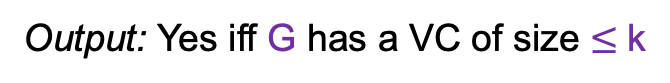 Output: Yes iff G has a VC of size ≤ k